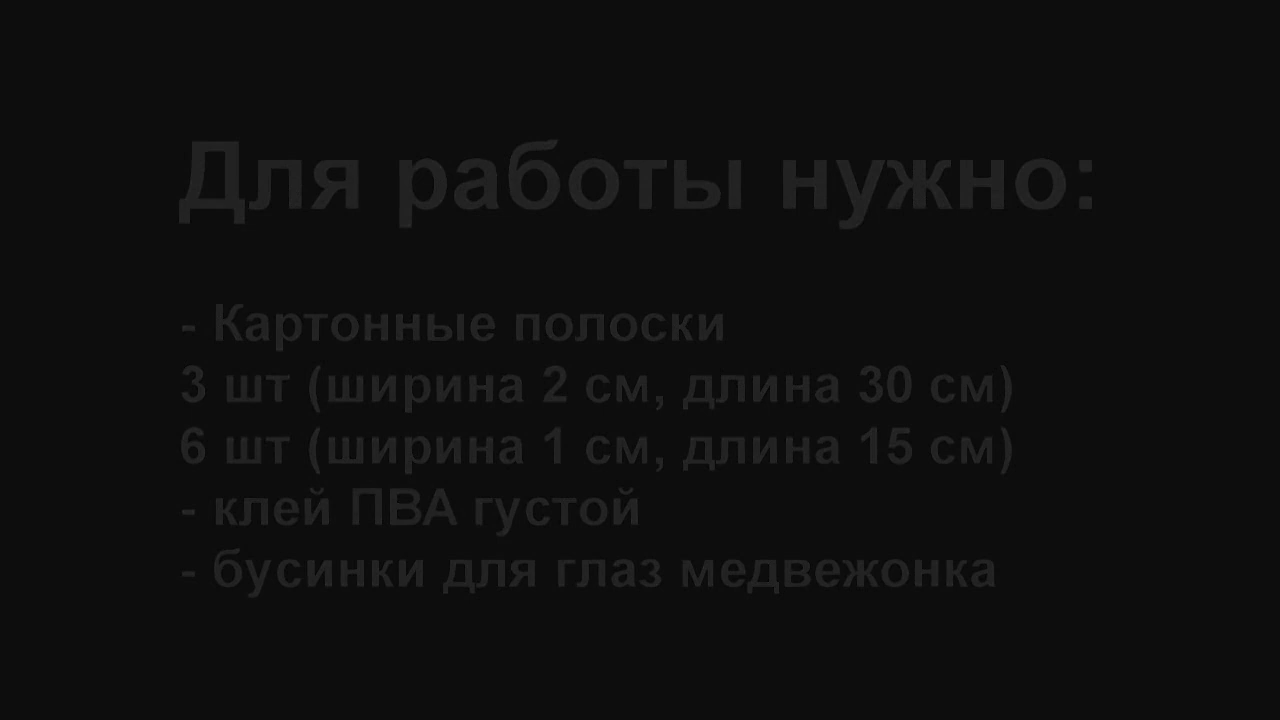 Для работы нужно:
- Картонные полоски
3 шт (ширина 2 см, длина 30 см)
6 шт (ширина 1 см, длина 15 см)
- клей ПВА густой
- бусинки для глаз медвежонка